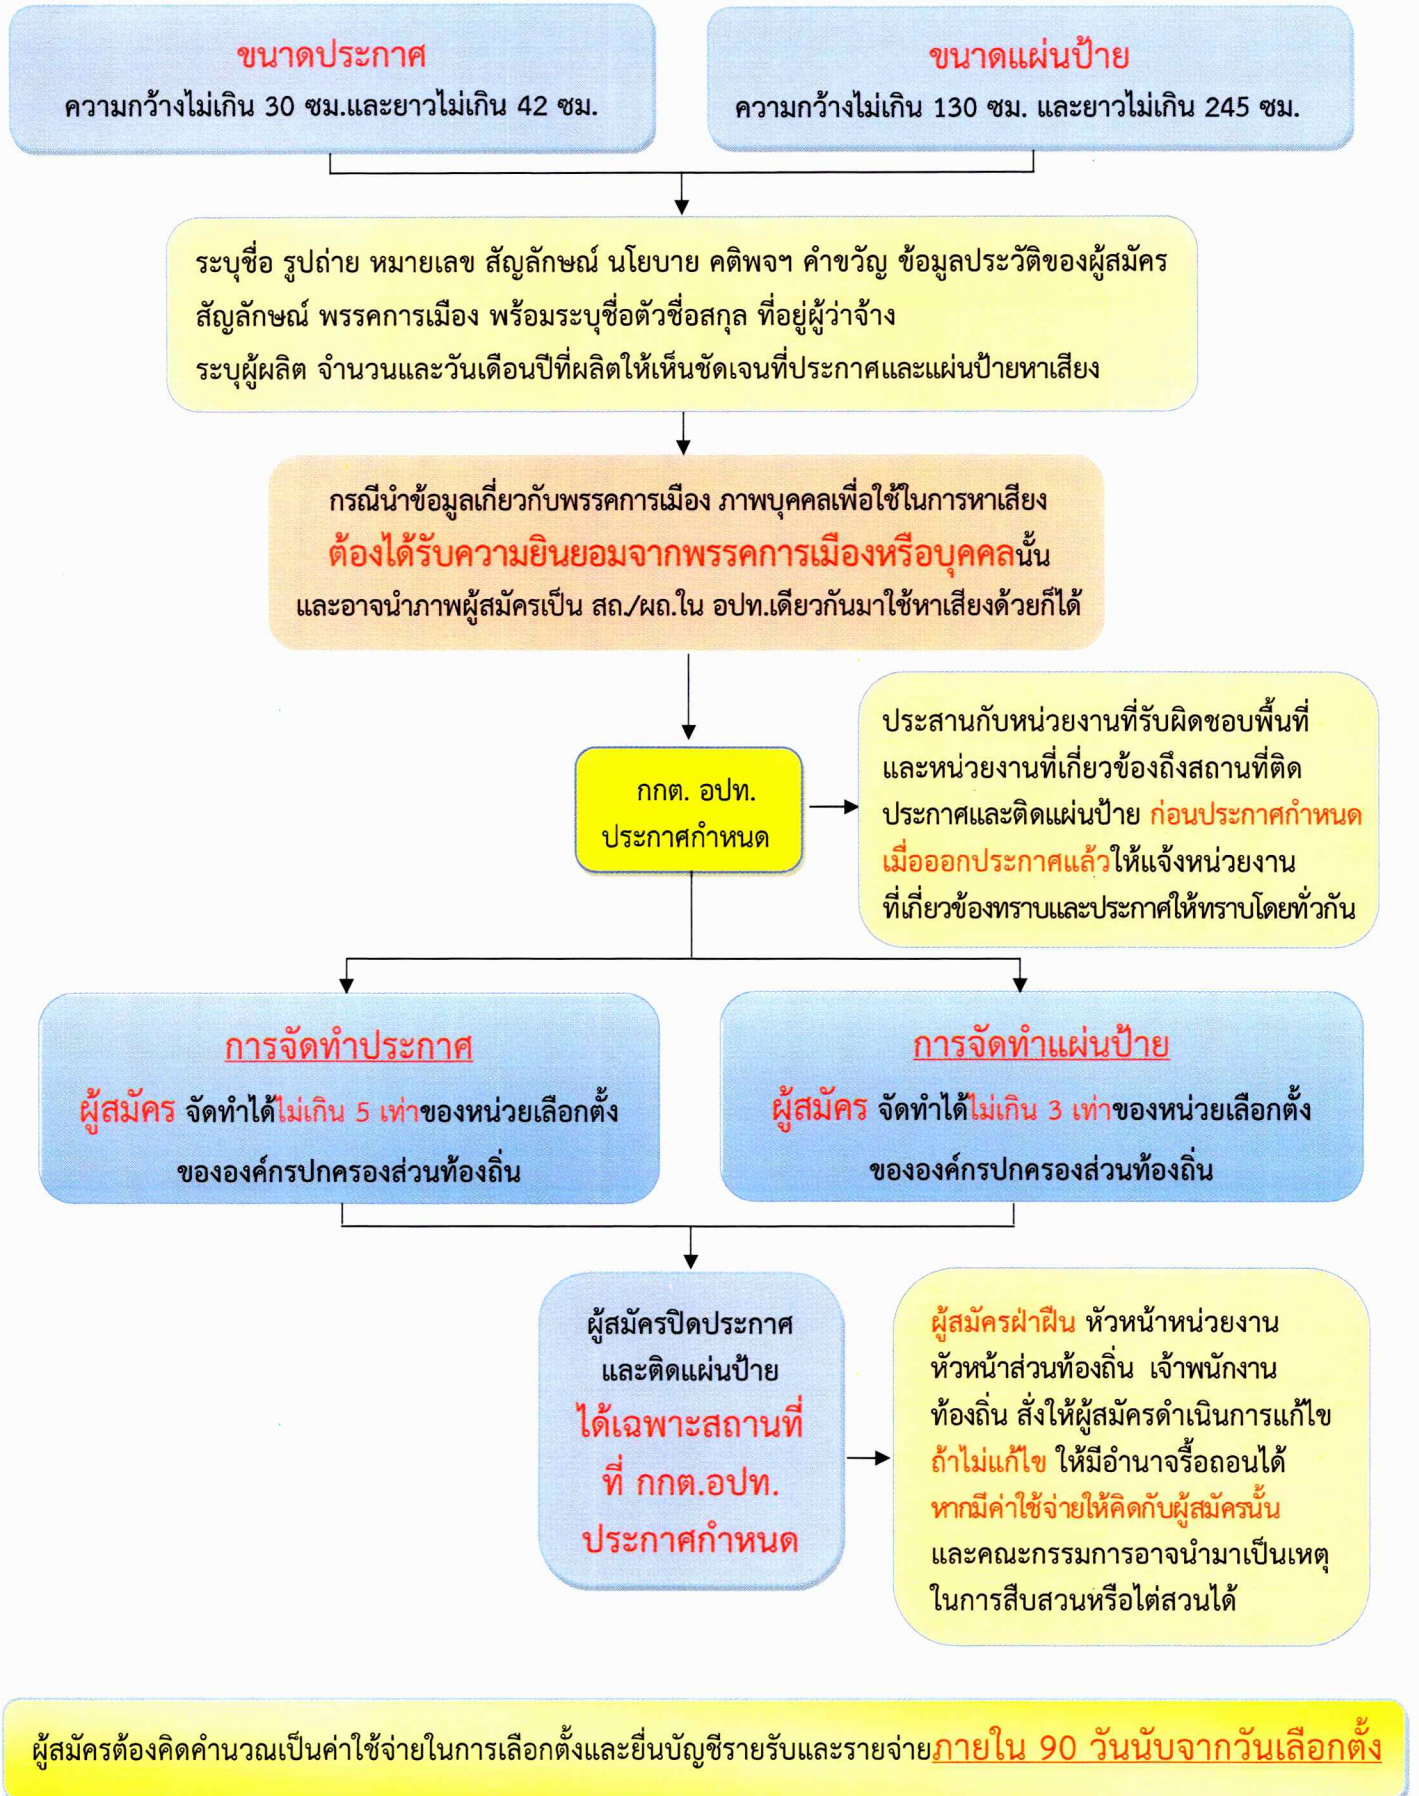 ขนาดประกาศ
ความกว้างไม่เกิน 30 ซม.และยาวไม่เกิน 42 ซม.
ขนาดแผ่นป้าย
ความกว้างไม่เกิน 130 ซม. และยาวไม่เกิน 245 ซม.
ระบุชื่อ รูปถ่าย หมายเลข สัญลักษณ์ นโยบาย คติพจฯ คำขวัญ ข้อมูลประวัติของผู้สมัคร
สัญลักษณ์ พรรคการเมือง พร้อมระบุชื่อตัวชื่อสกุล ที่อยู่ผู้ว่าจ้าง
ระบุผู้ผลิต จำนวนและวันเดือนปีที่ผลิตให้เห็นชัดเจนที่ประกาศและแผ่นป้ายหาเสียง
กรณีนำข้อมูลเกี่ยวกับพรรคการเมือง ภาพบุคคลเพื่อใช้ในการหาเสียง
ต้องได้รับความยินยอมจากพรรคการเมืองหรือบุคคลนั้น
และอาจนำภาพผู้สมัครเป็น สถ./ผถ.ใน อปท.เดียวกันมาใช้หาเสียงด้วยก็ได้
กกต. อปท.
ประกาศกำหนด
ประสานกับหน่วยงานที่รับผิดชอบพื้นที่
และหน่วยงานที่เกี่ยวข้องถึงสถานที่ติด
ประกาศและติดแผ่นป้าย ก่อนประกาศกำหนด
เมื่อออกประกาศแล้วให้แจ้งหน่วยงาน
ที่เกี่ยวข้องทราบและประกาศให้ทราบโดยทั่วกัน
การจัดทำประกาศ
ผู้สมัคร จัดทำได้ไม่เกิน 5 เท่าของหน่วยเลือกตั้ง
ขององค์กรปกครองส่วนท้องถิ่น
การจัดทำแผ่นป้าย
ผู้สมัคร จัดทำได้ไม่เกิน 3 เท่าของหน่วยเลือกตั้ง
ขององค์กรปกครองส่วนท้องถิ่น
ผู้สมัครปิดประกาศ
และติดแผ่นป้าย
ได้เฉพาะสถานที่
ที่ กกต.อปท.
ประกาศกำหนด
ผู้สมัครฝ่าฝืน หัวหน้าหน่วยงาน
หัวหน้าส่วนท้องถิ่น เจ้าพนักงาน
ท้องถิ่น สั่งให้ผู้สมัครดำเนินการแก้ไข
ถ้าไม่แก้ไข ให้มีอำนาจรื้อถอนได้
หากมีค่าใช้จ่ายให้คิดกับผู้สมัครนั้น
และคณะกรรมการอาจนำมาเป็นเหตุ
ในการสืบสวนหรือไต่สวนได้
ผู้สมัครต้องคิดคำนวณเป็นค่าใช้จ่ายในการเลือกตั้งและยื่นบัญชีรายรับและรายจ่ายภายใน 90 วันนับจากวันเลือกตั้ง